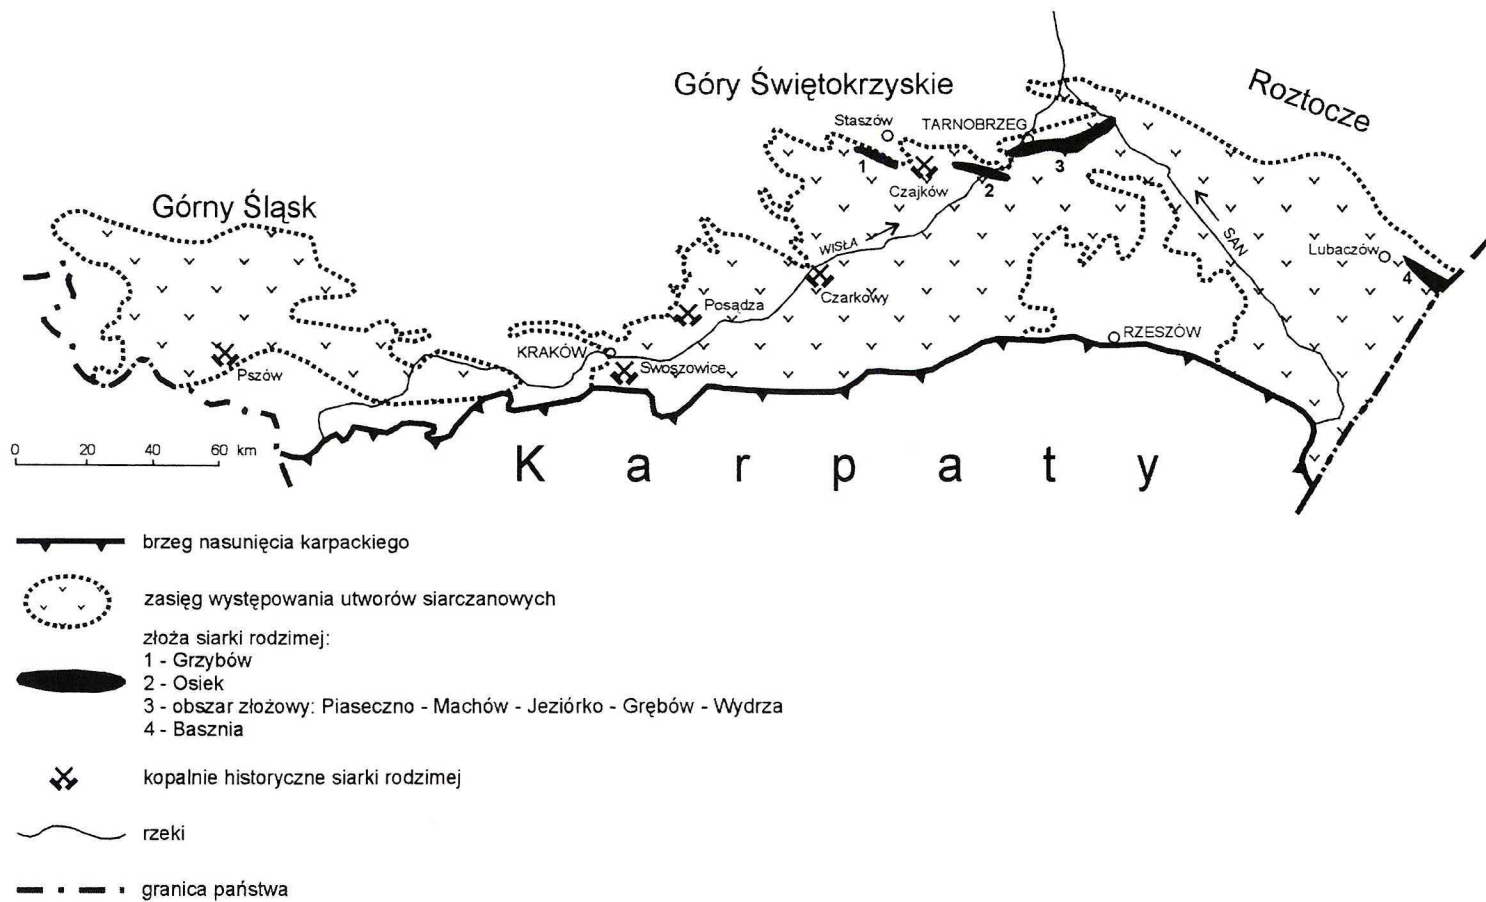 Góry Świętokrzyskie
Roztocze
Staszów
TARNOBRZEG
1
Czajków
2
3
Górny Śląsk
WISŁA
SAN
Lubaczów
4
Posądza
Czarkowy
KRAKÓW
Swoszowice
RZESZÓW
Pszów
0 20 40 60 km
Karpaty
brzeg nasunięcia karpackiego
zasięg występowania utworów siarczanowych
złoża siarki rodzimej:
1 - Grzybów
2 - Osiek
3 - obszar złożowy: Piaseczno - Machów - Jeziórko - Grębów - Wydrza
4 - Basznia
kopalnie historyczne siarki rodzimej
rzeki
granica państwa